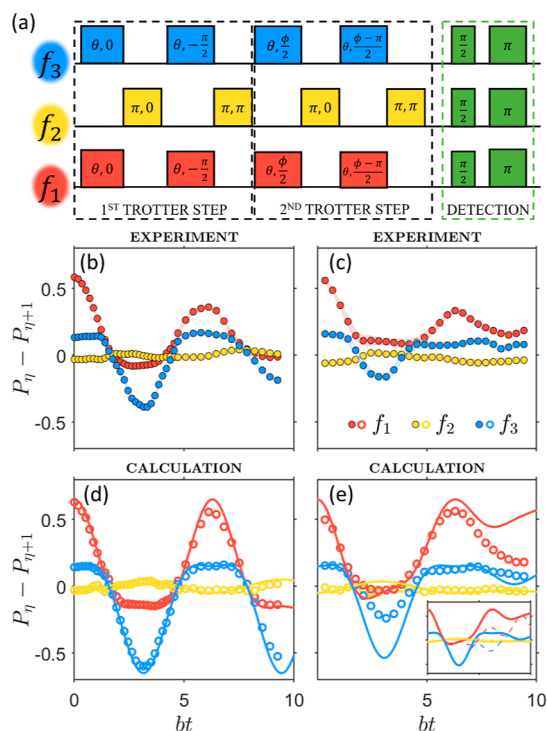 (a)
f3 θ, 0 θ, −π/2 θ, ϕ/2 θ, (ϕ−π)/2 π/2 π
f2 π, 0 π, π π, 0 π, π π/2 π
f1 θ, 0 θ, −π/2 θ, ϕ/2 θ, (ϕ−π)/2 π/2 π
1ST TROTTER STEP 2ND TROTTER STEP DETECTION
EXPERIMENT EXPERIMENT
(b) (c)
Pη − Pη+1
0.5
0
-0.5
f1 f2 f3
CALCULATION CALCULATION
(d) (e)
Pη − Pη+1
0.5
0
-0.5
0 5 10 5 10
bt bt